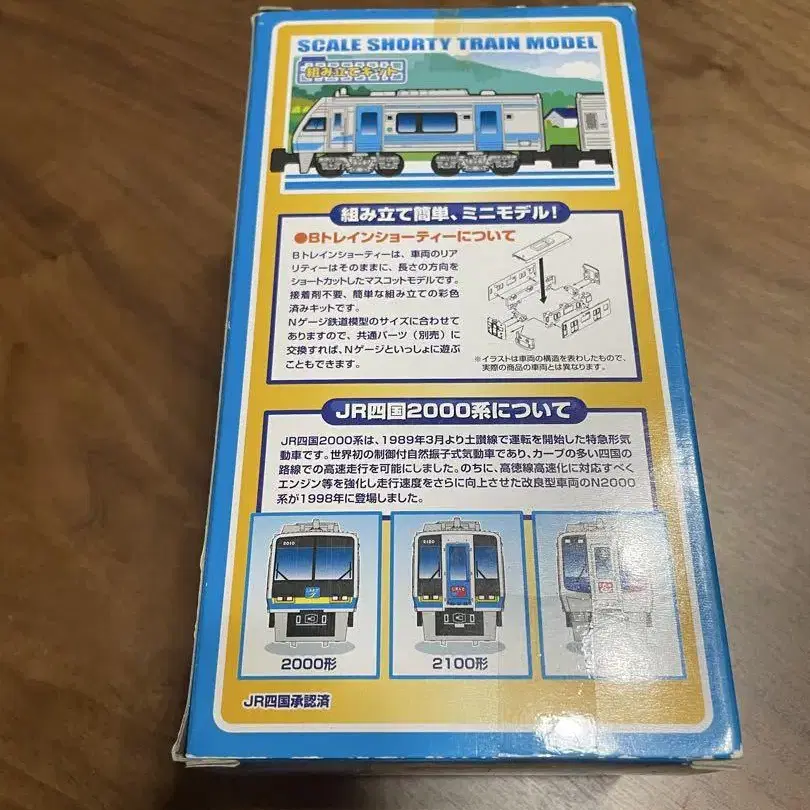 SCALE SHORTY TRAIN MODEL
組み立てキット
組み立て簡単、ミニモデル!
●Bトレインショーティーについて
Bトレインショーティーは、車両のリア
リティーはそのままに、長さの方向を
ショートカットしたマスコットモデルです。
接着剤不要、簡単な組み立ての彩色
済みキットです。
Nゲージ鉄道模型のサイズに合わせて
ありますので、共通パーツ(別売)に
交換すれば、Nゲージといっしょに遊ぶ
こともできます。
※イラストは車両の構造を表わしたもので、
実際の商品の車両とは異なります。
JR四国2000系について
JR四国2000系は、1989年3月より土讃線で運転を開始した特急形気
動車です。世界初の制御付自然振子式気動車であり、カーブの多い四国の
路線での高速走行を可能にしました。のちに、高徳線高速化に対応すべく
エンジン等を強化し走行速度をさらに向上させた改良型車両のN2000
系が1998年に登場しました。
2010
2120
2000形
2100形
JR四国承認済